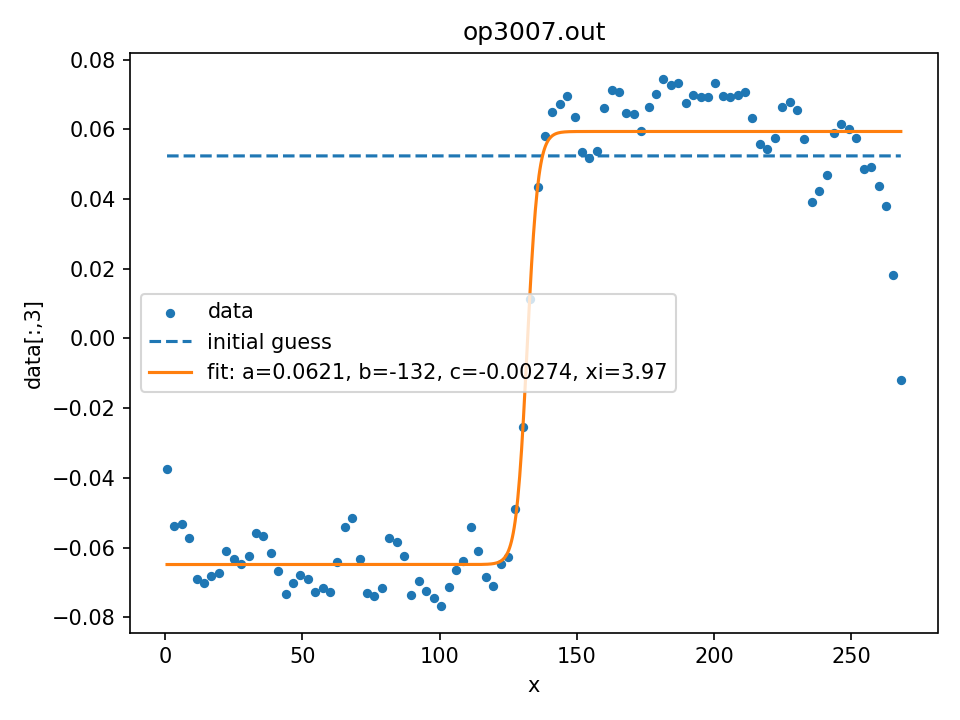 op3007.out
0.08
0.06
0.04
0.02
0.00
−0.02
−0.04
−0.06
−0.08
data[:,3]
data
initial guess
fit: a=0.0621, b=-132, c=-0.00274, xi=3.97
0 50 100 150 200 250
x